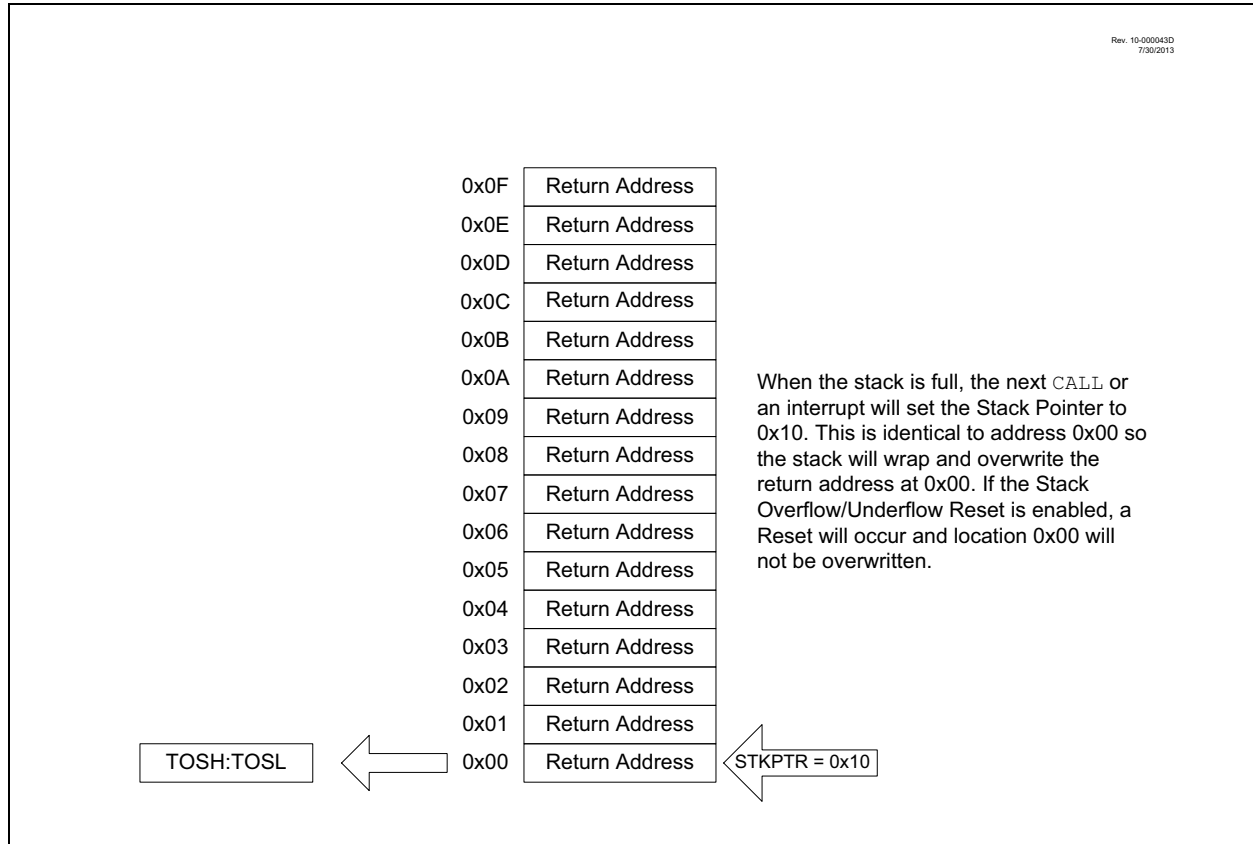 Rev. 10-000043D
7/30/2013
0x0F Return Address
0x0E Return Address
0x0D Return Address
0x0C Return Address
0x0B Return Address
0x0A Return Address
0x09 Return Address
0x08 Return Address
0x07 Return Address
0x06 Return Address
0x05 Return Address
0x04 Return Address
0x03 Return Address
0x02 Return Address
0x01 Return Address
TOSH:TOSL 0x00 Return Address STKPTR = 0x10
When the stack is full, the next CALL or
an interrupt will set the Stack Pointer to
0x10. This is identical to address 0x00 so
the stack will wrap and overwrite the
return address at 0x00. If the Stack
Overflow/Underflow Reset is enabled, a
Reset will occur and location 0x00 will
not be overwritten.